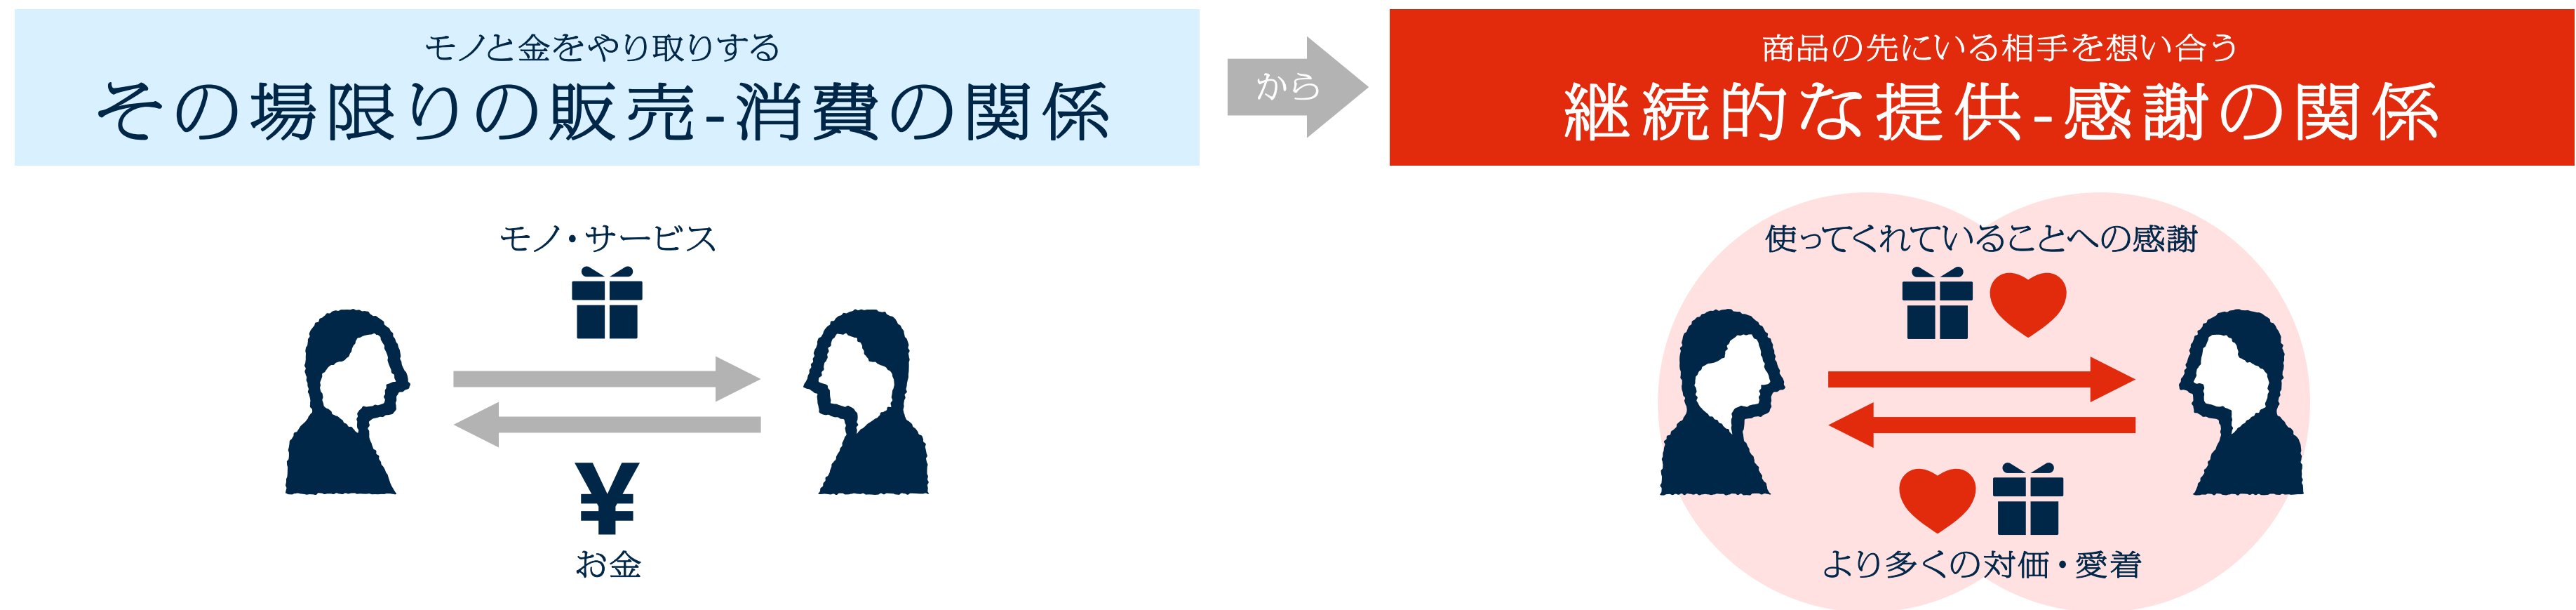 モノと金をやり取りする
その場限りの販売-消費の関係
から
商品の先にいる相手を想い合う
継続的な提供-感謝の関係
モノ・サービス
¥
お金
使ってくれていることへの感謝
より多くの対価・愛着